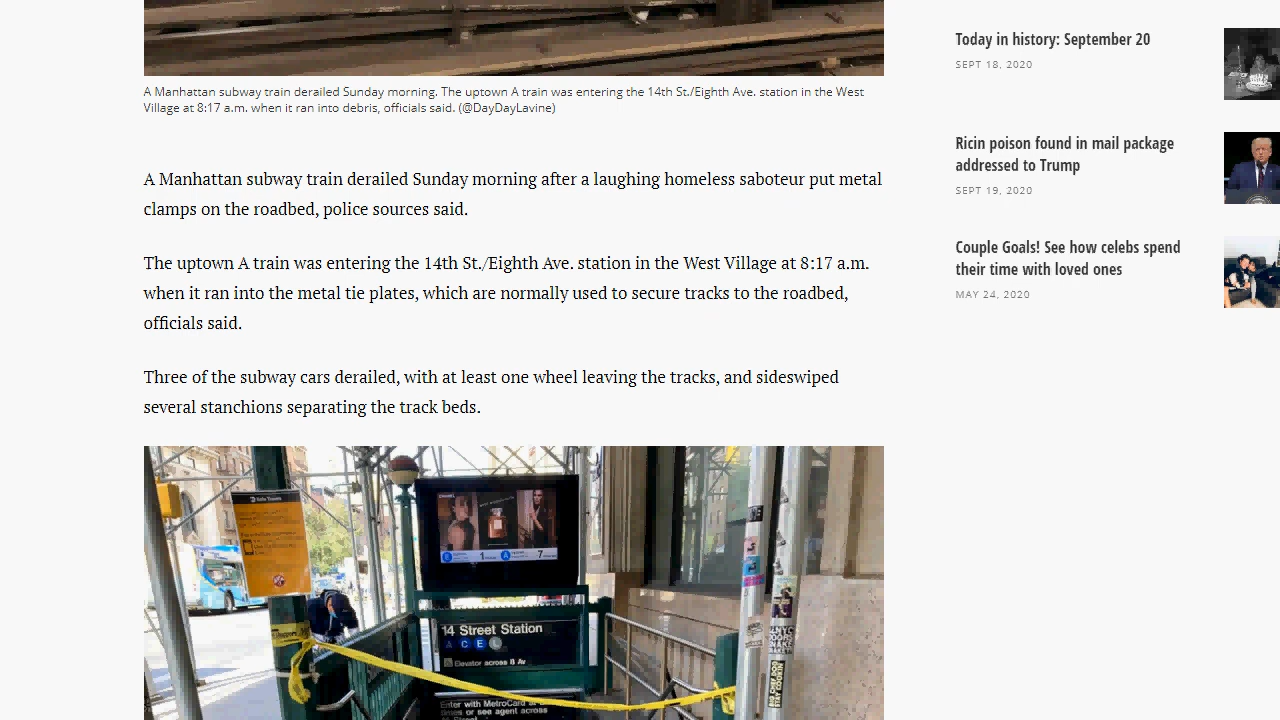 Today in history: September 20
SEPT 18, 2020
A Manhattan subway train derailed Sunday morning. The uptown A train was entering the 14th St./Eighth Ave. station in the West
Village at 8:17 a.m. when it ran into debris, officials said. (@DayDayLavine)
Ricin poison found in mail package
addressed to Trump
SEPT 19, 2020
A Manhattan subway train derailed Sunday morning after a laughing homeless saboteur put metal
clamps on the roadbed, police sources said.
Couple Goals! See how celebs spend
their time with loved ones
MAY 24, 2020
The uptown A train was entering the 14th St./Eighth Ave. station in the West Village at 8:17 a.m.
when it ran into the metal tie plates, which are normally used to secure tracks to the roadbed,
officials said.
Three of the subway cars derailed, with at least one wheel leaving the tracks, and sideswiped
several stanchions separating the track beds.
CHANEL
1
A
7
14 Street Station
A C E L
Elevator across 8 Av
Enter with MetroCard
or see agent across